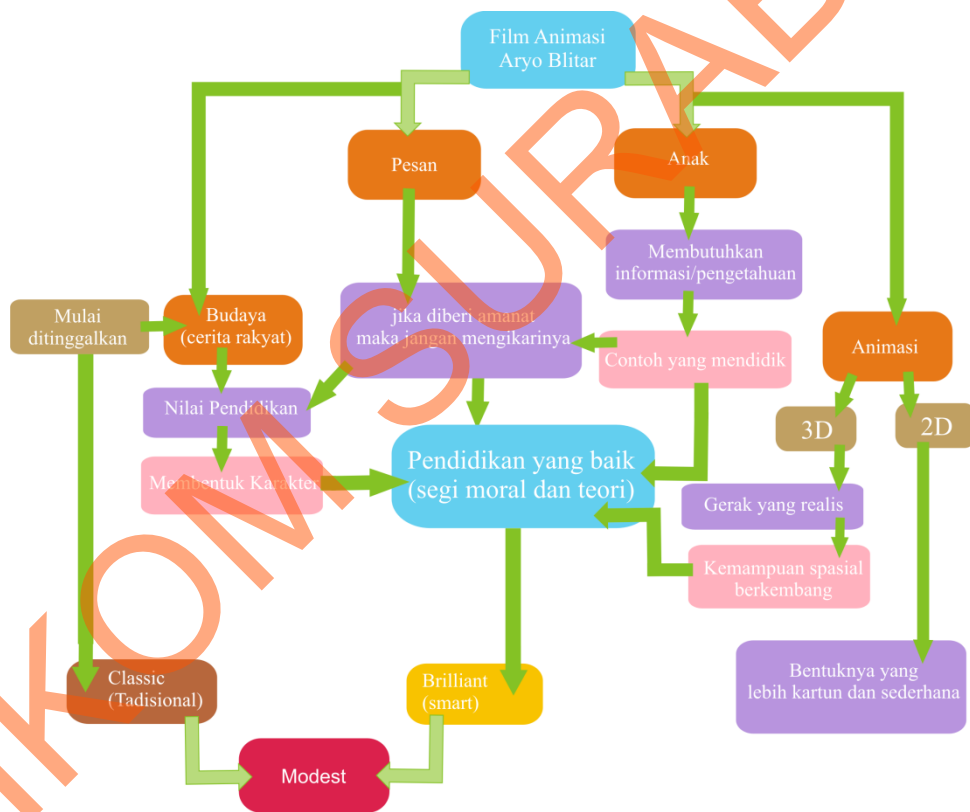 Film Animasi
Aryo Blitar
Pesan
Anak
Membutuhkan
informasi/pengetahuan
Mulai
ditinggalkan
Budaya
(cerita rakyat)
jika diberi amanat
maka jangan mengikarinya
Contoh yang mendidik
Animasi
Nilai Pendidikan
3D
2D
Pendidikan yang baik
(segi moral dan teori)
Membentuk Karakter
Gerak yang realis
Kemampuan spasial
berkembang
Classic
(Tadisional)
Brilliant
(smart)
Bentuknya yang
lebih kartun dan sederhana
Modest
IKOM SURAB